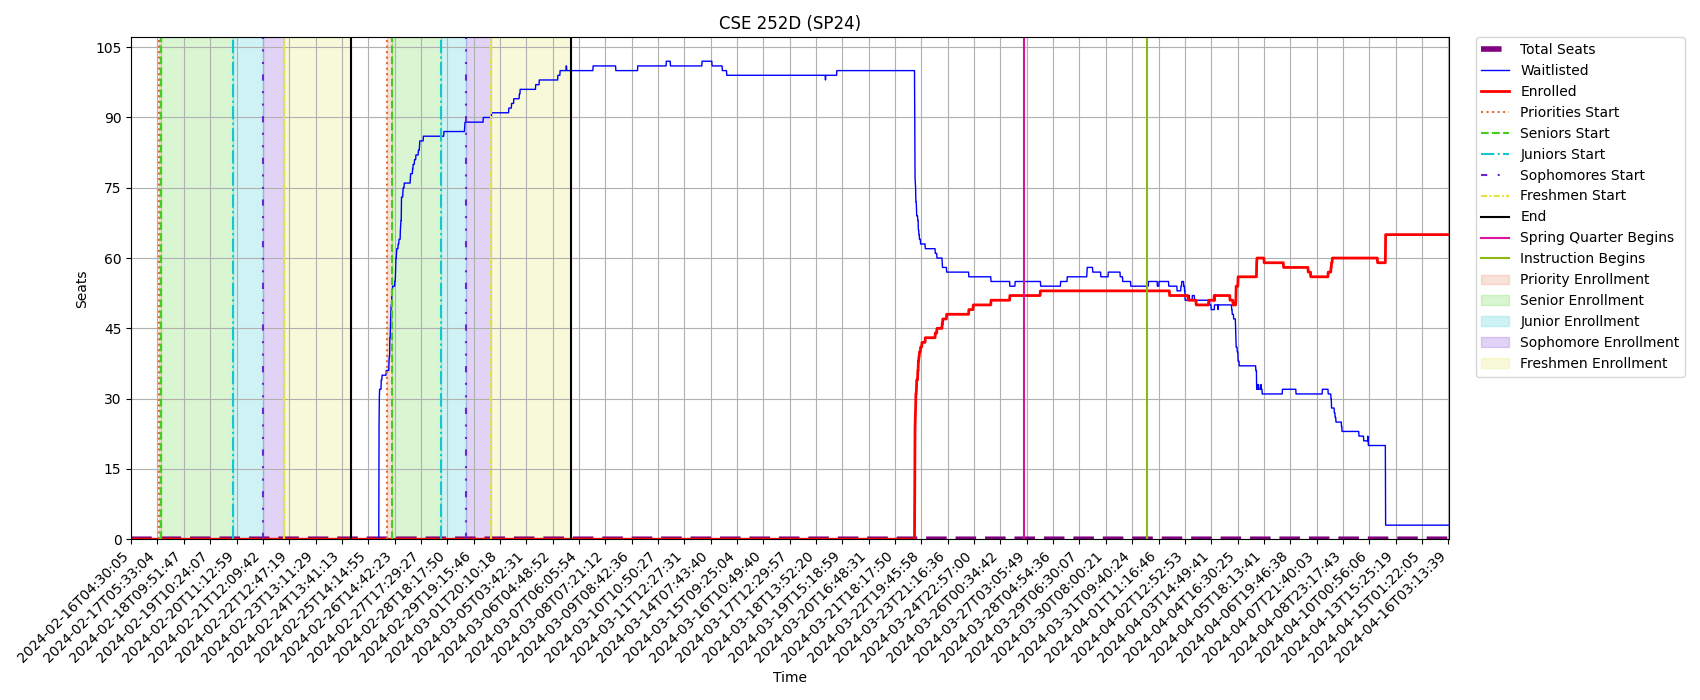 CSE 252D (SP24)
105
90
75
60
45
30
15
0
Seats
2024-02-16T04:30:05
2024-02-17T05:33:04
2024-02-18T09:51:47
2024-02-19T10:24:07
2024-02-20T11:12:59
2024-02-21T12:09:42
2024-02-22T12:47:19
2024-02-23T13:11:29
2024-02-24T13:41:13
2024-02-25T14:14:55
2024-02-26T14:42:23
2024-02-27T17:29:27
2024-02-28T18:17:50
2024-02-29T19:15:46
2024-03-01T20:10:18
2024-03-05T03:42:31
2024-03-06T04:48:52
2024-03-07T06:05:54
2024-03-08T07:21:12
2024-03-09T08:42:36
2024-03-10T10:50:27
2024-03-11T12:27:31
2024-03-14T07:43:40
2024-03-15T09:25:04
2024-03-16T10:49:40
2024-03-17T12:29:57
2024-03-18T13:52:20
2024-03-19T15:18:59
2024-03-20T16:48:31
2024-03-21T18:17:50
2024-03-22T19:45:58
2024-03-23T21:16:36
2024-03-24T22:57:00
2024-03-26T00:34:42
2024-03-27T03:05:49
2024-03-28T04:54:36
2024-03-29T06:30:07
2024-03-30T08:00:21
2024-03-31T09:40:24
2024-04-01T11:16:46
2024-04-02T12:52:53
2024-04-03T14:49:41
2024-04-04T16:30:25
2024-04-05T18:13:41
2024-04-06T19:46:38
2024-04-07T21:40:03
2024-04-08T23:17:43
2024-04-10T00:56:06
2024-04-13T15:25:19
2024-04-15T01:22:05
2024-04-16T03:13:39
Time
Total Seats
Waitlisted
Enrolled
Priorities Start
Seniors Start
Juniors Start
Sophomores Start
Freshmen Start
End
Spring Quarter Begins
Instruction Begins
Priority Enrollment
Senior Enrollment
Junior Enrollment
Sophomore Enrollment
Freshmen Enrollment